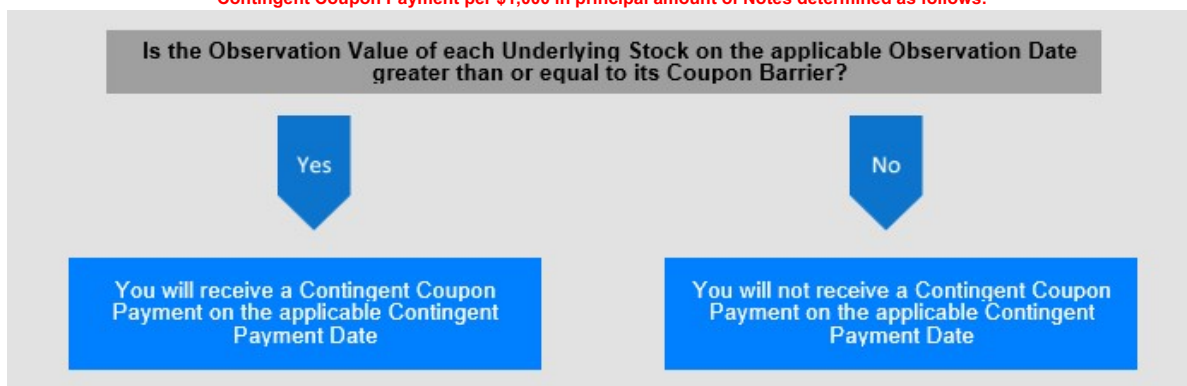 Contingent Coupon Payment per $1,000 in principal amount of Notes determined as follows:
Is the Observation Value of each Underlying Stock on the applicable Observation Date
greater than or equal to its Coupon Barrier?
Yes
No
You will receive a Contingent Coupon
Payment on the applicable Contingent
Payment Date
You will not receive a Contingent Coupon
Payment on the applicable Contingent
Payment Date